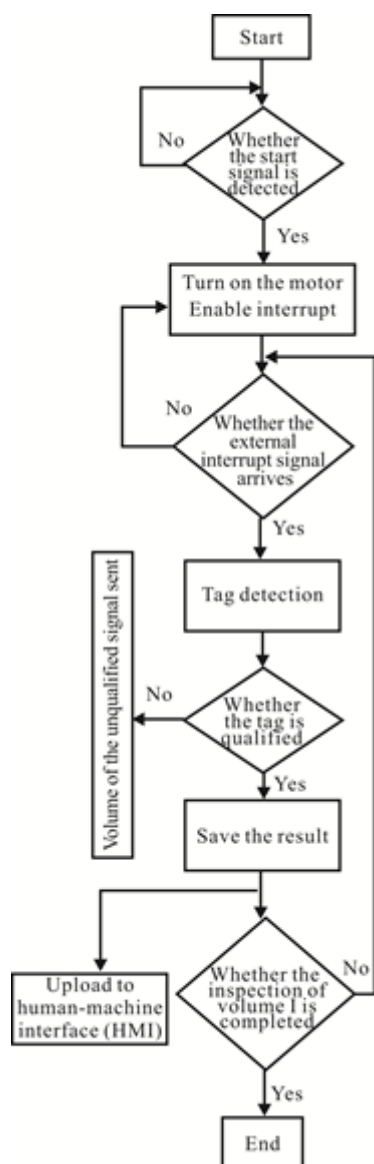 Start
No
Whether
the start
signal is
detected
Yes
Turn on the motor
Enable interrupt
No
Whether the
external
interrupt signal
arrives
Yes
Volume of the unqualified signal sent
Tag detection
No
Whether
the tag is
qualified
Yes
Save the result
Upload to
human-machine
interface (HMI)
Whether the
inspection of
volume I is
completed
No
Yes
End